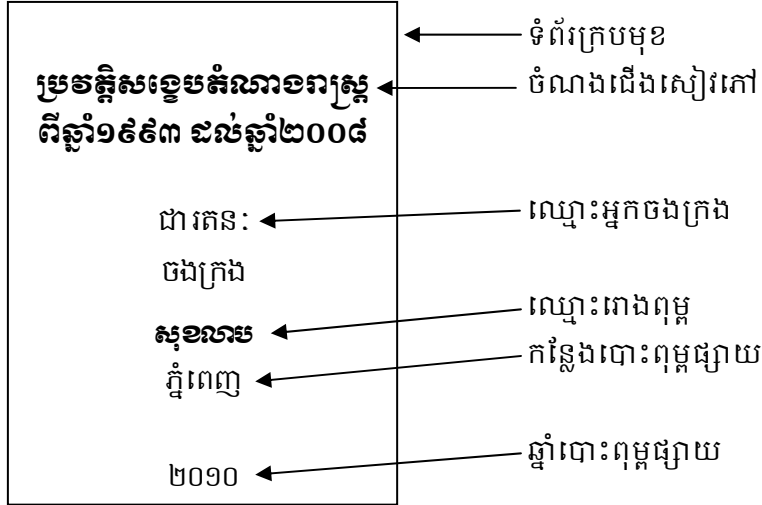 ទំព័រក្របមុខ
ប្រវត្តិសង្ខេបតំណាងរាស្ត្រ
ចំណងជើងសៀវភៅ
ពីឆ្នាំ១៩៩៣ ដល់ឆ្នាំ២០០៨
ជា រតនៈ
ឈ្មោះអ្នកចងក្រង
ចងក្រង
សុខលាប
ឈ្មោះរោងពុម្ព
ភ្នំពេញ
កន្លែងបោះពុម្ពផ្សាយ
២០១០
ឆ្នាំបោះពុម្ពផ្សាយ